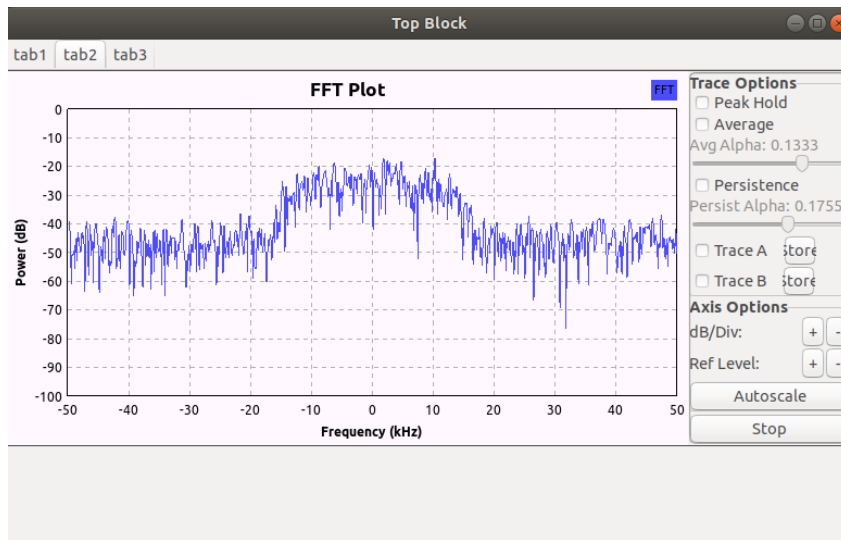 Top Block
tab1 tab2 tab3
FFT Plot
FFT
0
-10
-20
-30
-40
-50
-60
-70
-80
-90
-100
Power (dB)
-50 -40 -30 -20 -10 0 10 20 30 40 50
Frequency (kHz)
Trace Options
Peak Hold
Average
Avg Alpha: 0.1333
Persistence
Persist Alpha: 0.1755
Trace A Store
Trace B Store
Axis Options
dB/Div: + -
Ref Level: + -
Autoscale
Stop